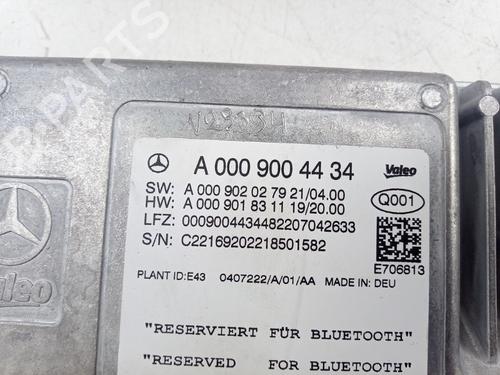 A 000 900 44 34
Valeo
SW: A 000 902 02 79 21/04.00
HW: A 000 901 83 11 19/20.00
LFZ: 0009004434482207042633
S/N: C22169202218501582
Q001
E706813
PLANT ID:E43 0407222/A/01/AA MADE IN: DEU
"RESERVIERT FÜR BLUETOOTH"
"RESERVED FOR BLUETOOTH"
Valeo
PARTS